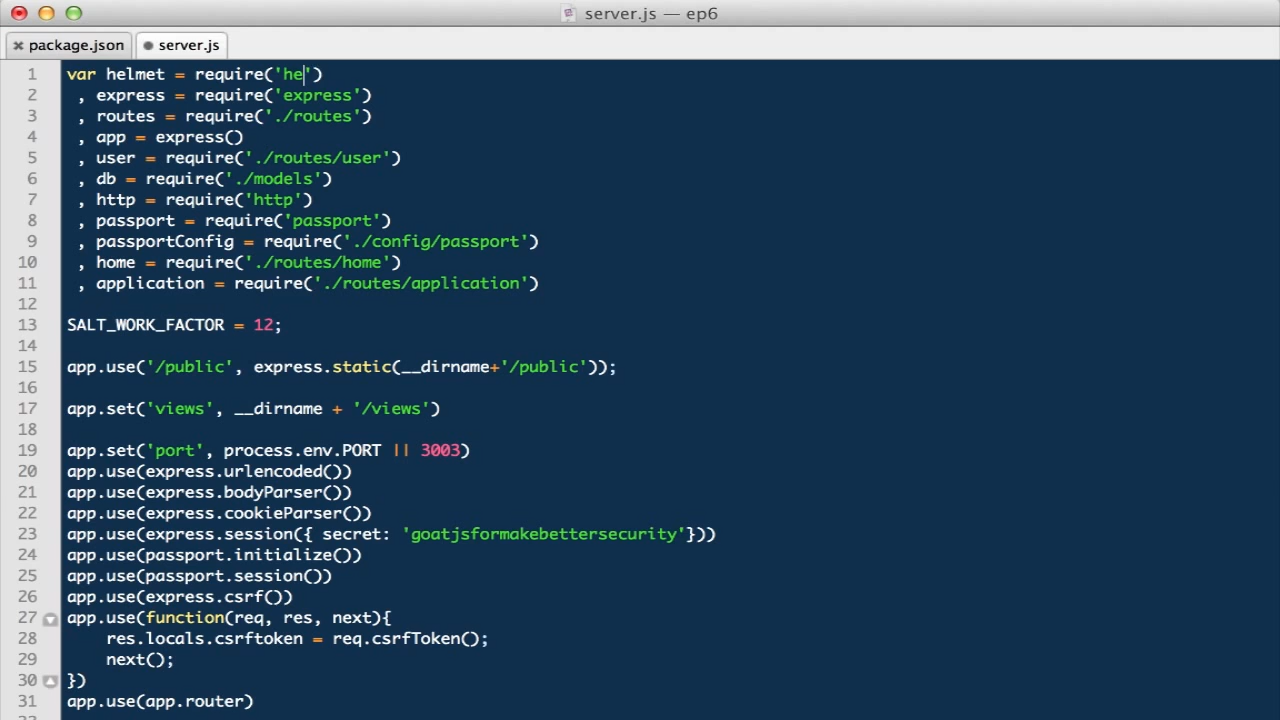 server.js — ep6
package.json
server.js
1 var helmet = require('he')
2 , express = require('express')
3 , routes = require('./routes')
4 , app = express()
5 , user = require('./routes/user')
6 , db = require('./models')
7 , http = require('http')
8 , passport = require('passport')
9 , passportConfig = require('./config/passport')
10 , home = require('./routes/home')
11 , application = require('./routes/application')
12
13 SALT_WORK_FACTOR = 12;
14
15 app.use('/public', express.static(__dirname+'/public'));
16
17 app.set('views', __dirname + '/views')
18
19 app.set('port', process.env.PORT || 3003)
20 app.use(express.urlencoded())
21 app.use(express.bodyParser())
22 app.use(express.cookieParser())
23 app.use(express.session({ secret: 'goatjsformakebettersecurity'}))
24 app.use(passport.initialize())
25 app.use(passport.session())
26 app.use(express.csrf())
27 app.use(function(req, res, next){
28 res.locals.csrftoken = req.csrfToken();
29 next();
30 })
31 app.use(app.router)